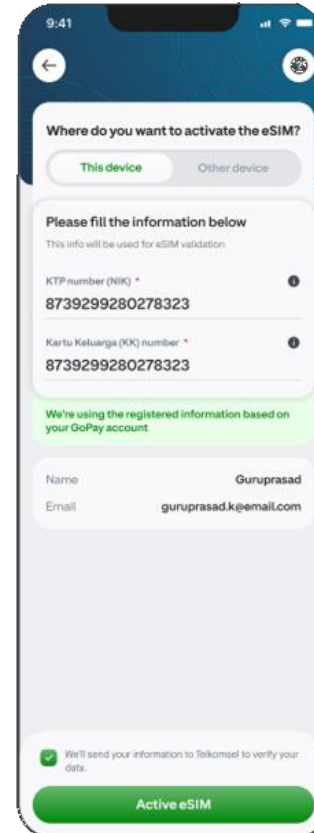 9:41
Where do you want to activate the eSIM?
This device
Other device
Please fill the information below
This info will be used for eSIM validation
KTP number (NIK) *
8739299280278323
Kartu Keluarga (KK) number *
8739299280278323
We're using the registered information based on
your GoPay account
Name Guruprasad
Email guruprasad.k@email.com
We'll send your information to Telkomsel to verify your
data.
Active eSIM